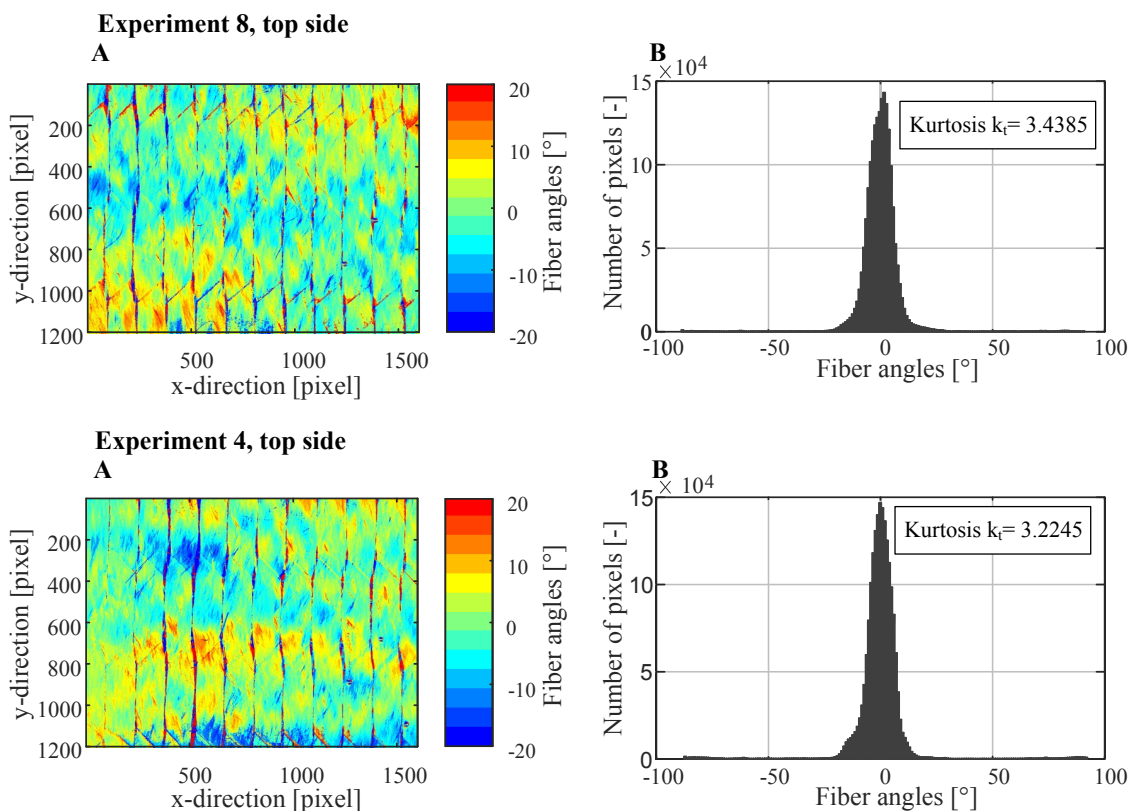 Experiment 8, top side
A
200
400
600
800
1000
1200
y-direction [pixel]
500
1000
1500
x-direction [pixel]
20
10
0
-10
-20
Fiber angles [°]
B
× 10⁴
15
10
5
0
Number of pixels [-]
Kurtosis kₜ= 3.4385
-100
-50
0
50
100
Fiber angles [°]
Experiment 4, top side
A
200
400
600
800
1000
1200
y-direction [pixel]
500
1000
1500
x-direction [pixel]
20
10
0
-10
-20
Fiber angles [°]
B
× 10⁴
15
10
5
0
Number of pixels [-]
Kurtosis kₜ= 3.2245
-100
-50
0
50
100
Fiber angles [°]